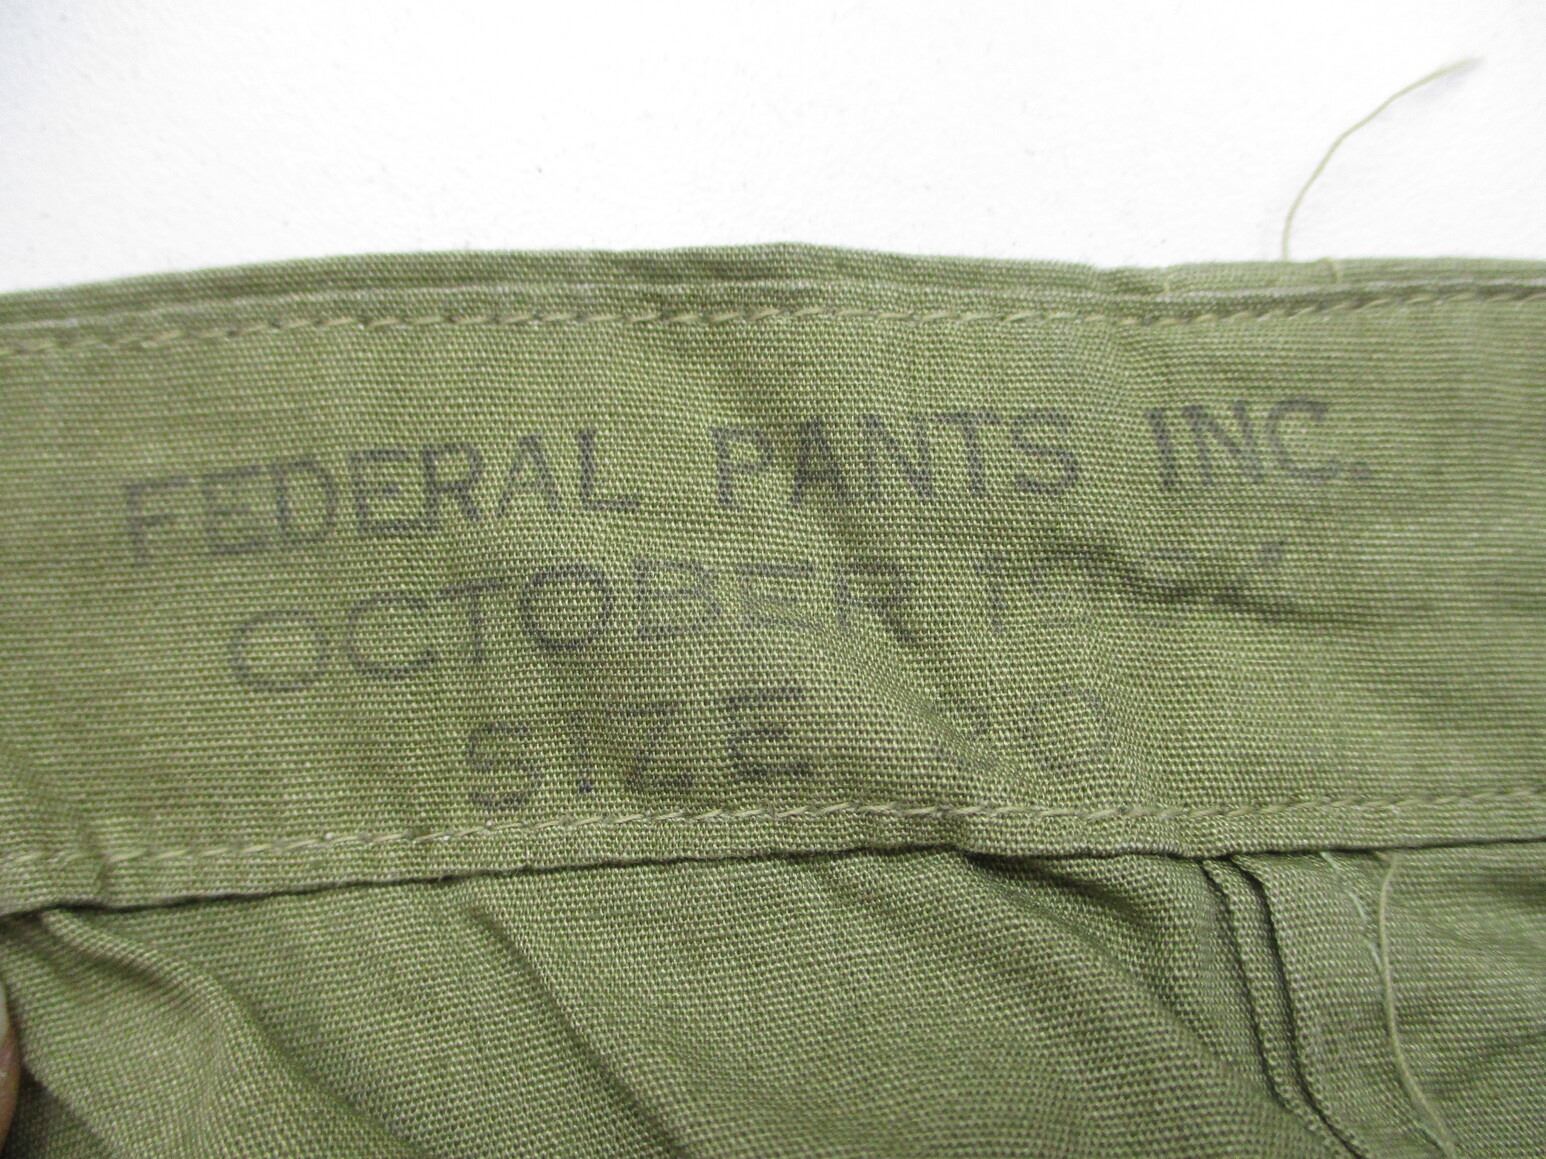 FEDERAL PANTS INC.
OCTOBER
SIZE